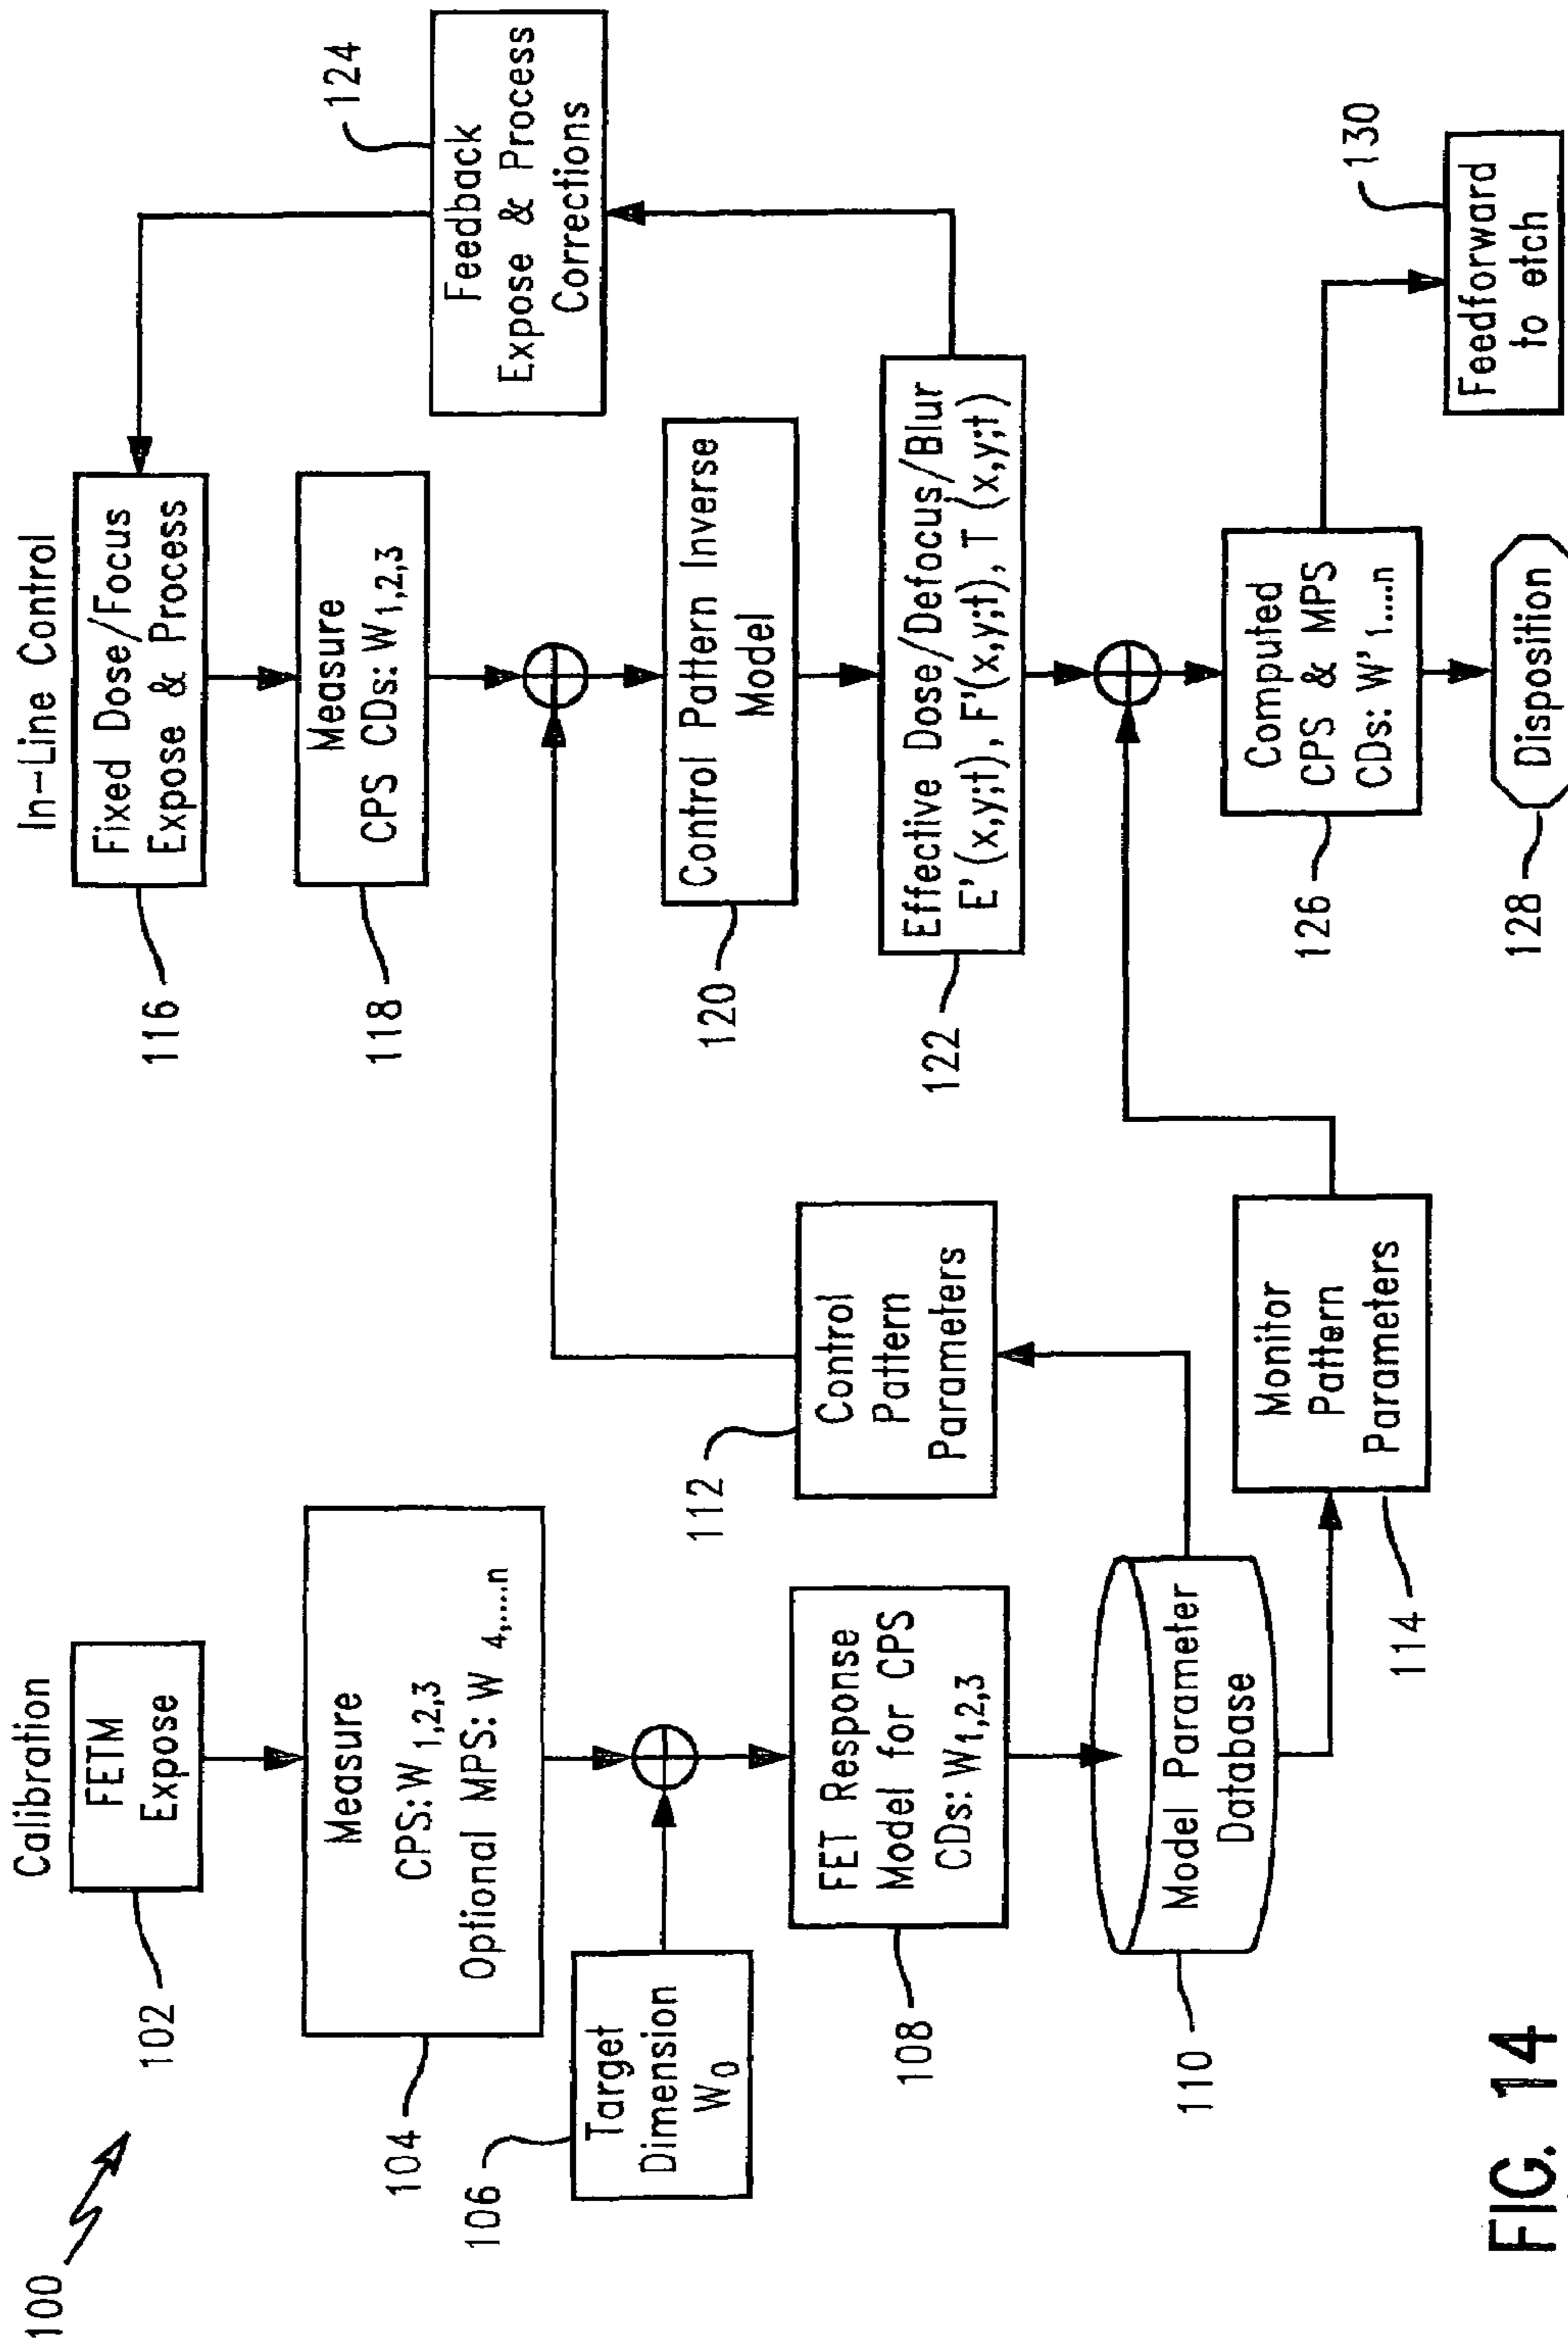 100
Calibration
FETM
Expose
102
Measure
CPS: W1,2,3
Optional MPS: W 4,....n
104
Target
Dimension
W0
106
FET Response
Model for CPS
CDs: W1,2,3
108
Model Parameter
Database
110
Control
Pattern
Parameters
112
Monitor
Pattern
Parameters
114
In-Line Control
Fixed Dose/Focus
Expose & Process
116
Measure
CPS CDs: W1,2,3
118
Control Pattern Inverse
Model
120
Effective Dose/Defocus/Blur
E'(x,y;t), F'(x,y;t), T (x,y;t)
122
Feedback
Expose & Process
Corrections
124
Computed
CPS & MPS
CDs: W'1....n
126
Disposition
128
Feedforward
to etch
130
FIG. 14